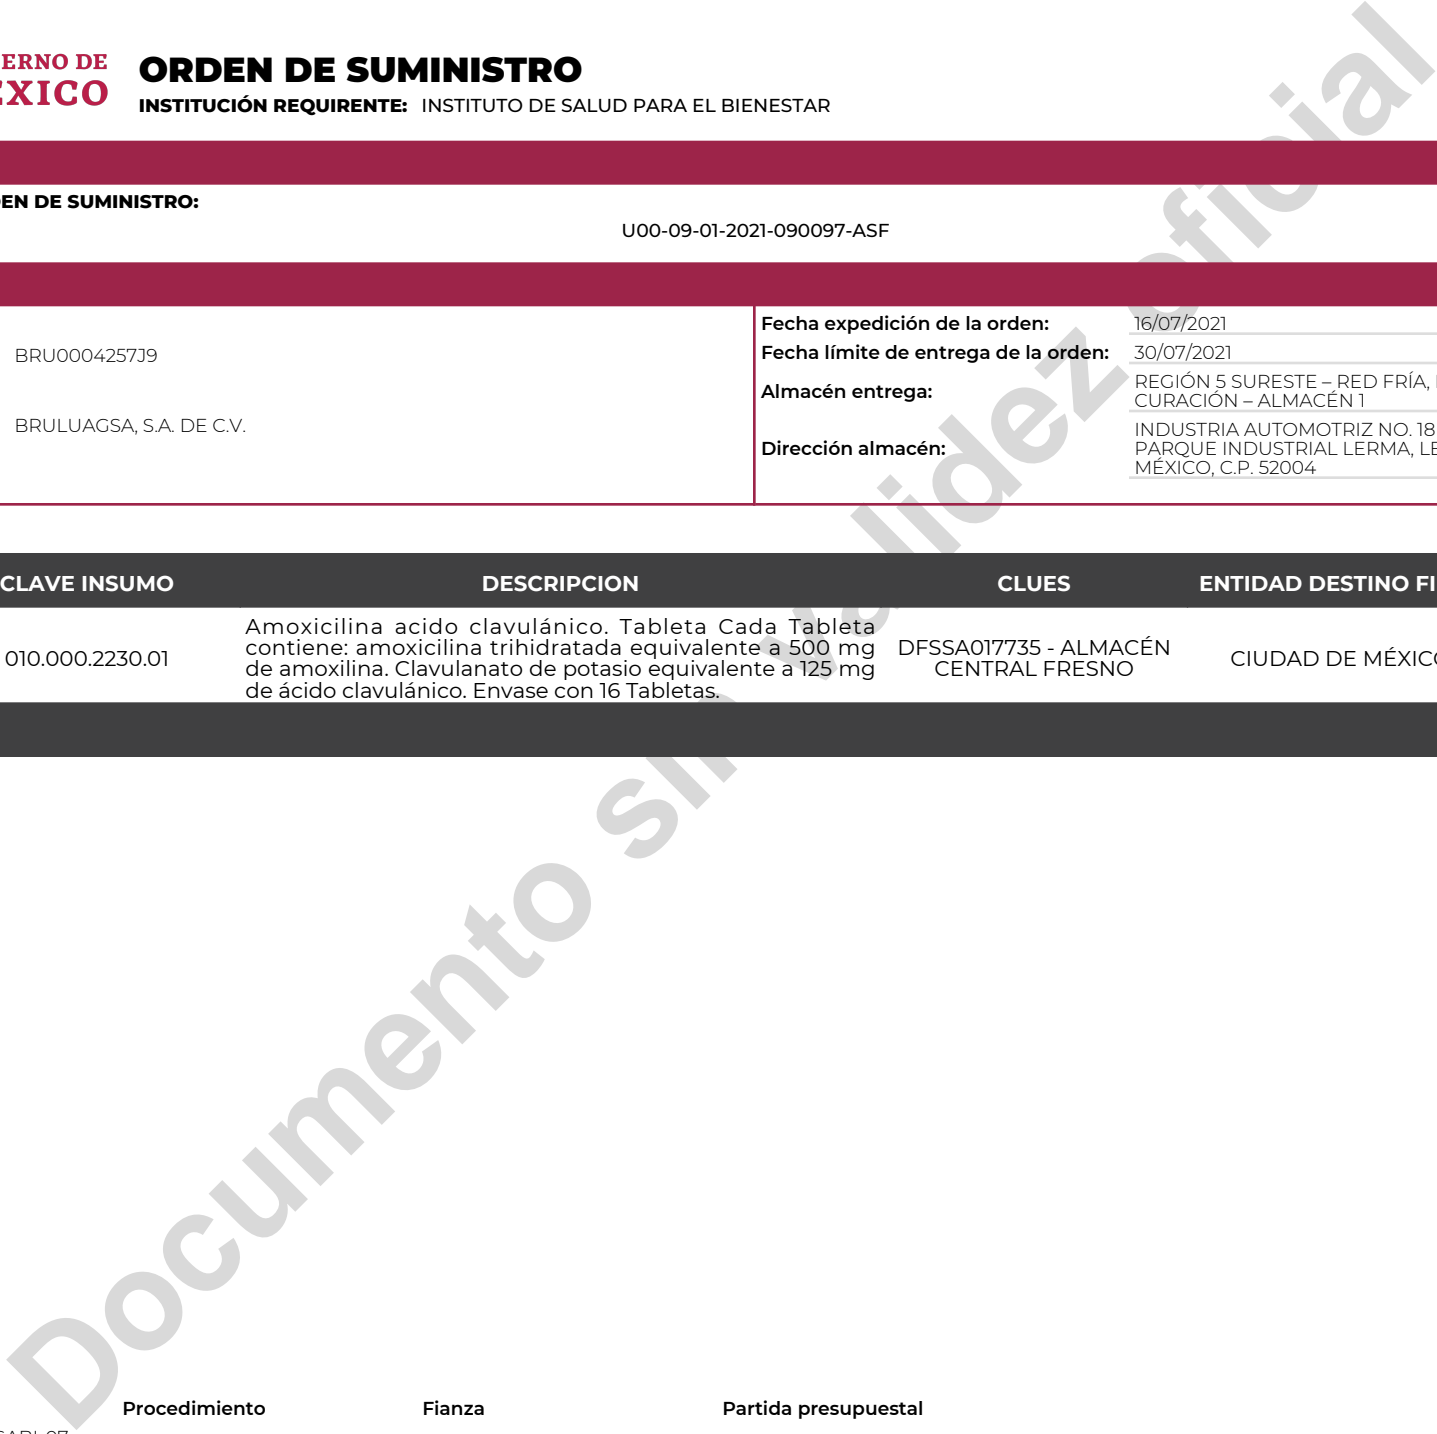 ERNO DE
ORDEN DE SUMINISTRO
INSTITUCIÓN REQUIRENTE: INSTITUTO DE SALUD PARA EL BIENESTAR
DE SUMINISTRO:
U00-09-01-2021-090097-ASF
BRU0004257J9
BRULUAGSA, S.A. DE C.V.
Fecha expedición de la orden: 16/07/2021
Fecha límite de entrega de la orden: 30/07/2021
Almacén entrega:
REGIÓN 5 SURESTE – RED FRÍA,
CURACIÓN – ALMACÉN 1
Dirección almacén:
INDUSTRIA AUTOMOTRIZ NO. 18
PARQUE INDUSTRIAL LERMA,
MÉXICO, C.P. 52004
CLAVE INSUMO DESCRIPCION CLUES ENTIDAD DESTINO
010.000.2230.01
Amoxicilina acido clavulánico. Tableta Cada Tableta
contiene: amoxicilina trihidratada equivalente a 500 mg
de amoxilina. Clavulanato de potasio equivalente a 125 mg
de ácido clavulánico. Envase con 16 Tabletas.
DFSSA017735 - ALMACÉN
CENTRAL FRESNO
CIUDAD DE MÉXICO
Documento sin validez oficial
Procedimiento Fianza Partida presupuestal